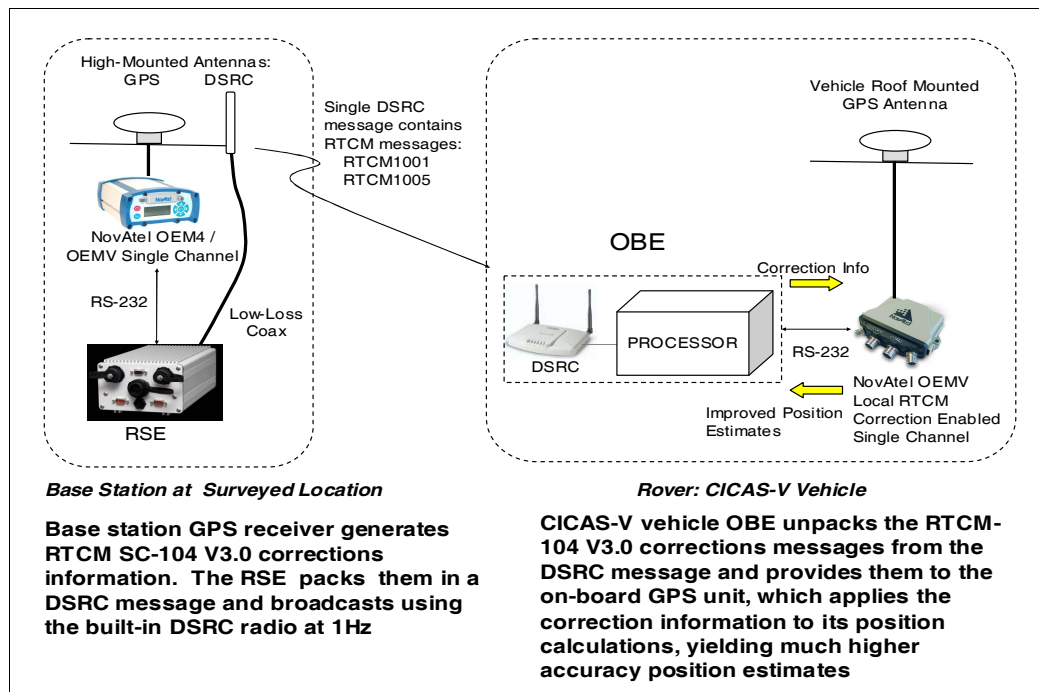 High-Mounted Antennas:
GPS DSRC
NovAtel
NovAtel OEM4 /
OEMV Single Channel
RS-232
Low-Loss
Coax
RSE
Single DSRC
message contains
RTCM messages:
RTCM1001
RTCM1005
Vehicle Roof Mounted
GPS Antenna
OBE
Correction Info
DSRC
PROCESSOR
RS-232
NovAtel
Improved Position
Estimates
NovAtel OEMV
Local RTCM
Correction Enabled
Single Channel
Base Station at Surveyed Location
Base station GPS receiver generates
RTCM SC-104 V3.0 corrections
information. The RSE packs them in a
DSRC message and broadcasts using
the built-in DSRC radio at 1Hz
Rover: CICAS-V Vehicle
CICAS-V vehicle OBE unpacks the RTCM-
104 V3.0 corrections messages from the
DSRC message and provides them to the
on-board GPS unit, which applies the
correction information to its position
calculations, yielding much higher
accuracy position estimates